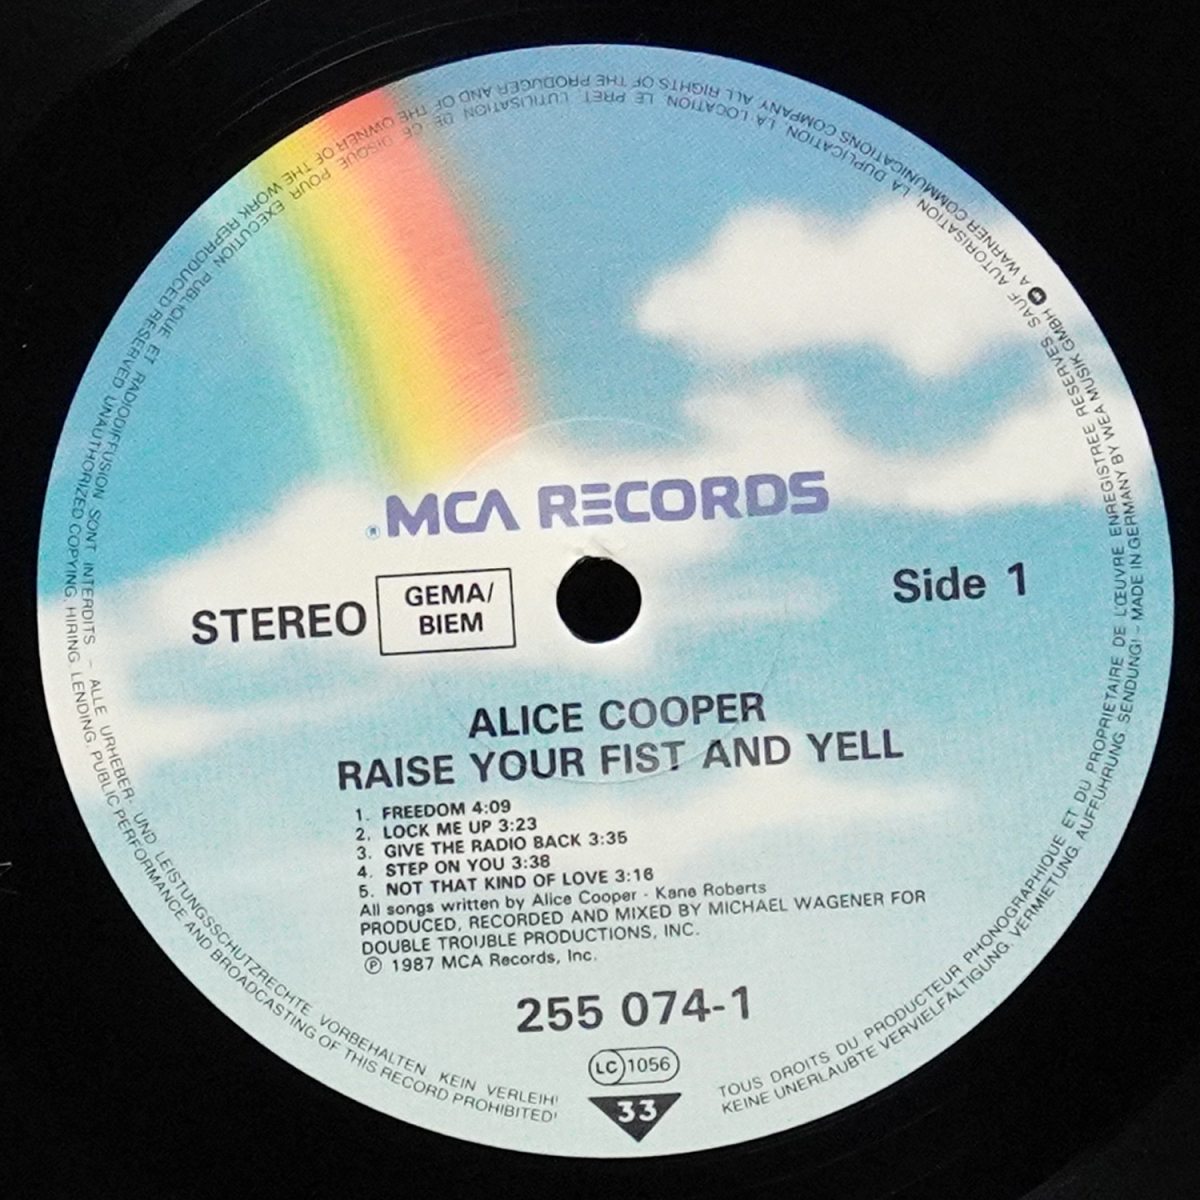 ® MCA RECORDS
STEREO
GEMA/
BIEM
Side 1
ALICE COOPER
RAISE YOUR FIST AND YELL
1. FREEDOM 4:09
2. LOCK ME UP 3:23
3. GIVE THE RADIO BACK 3:35
4. STEP ON YOU 3:38
5. NOT THAT KIND OF LOVE 3:16
All songs written by Alice Cooper - Kane Roberts
PRODUCED, RECORDED AND MIXED BY MICHAEL WAGENER FOR
DOUBLE TROUBLE PRODUCTIONS, INC.
℗ 1987 MCA Records, Inc.
255 074-1
LC 1056
33
TOUS DROITS DU PRODUCTEUR PHONOGRAPHIQUE ET DU PROPRIETAIRE DE L'ŒUVRE ENREGISTREE RESERVES SAUF AUTORISATION. LA DUPLICATION, LA LOCATION, LE PRET, L'UTILISATION DE CE DISQUE POUR EXECUTION PUBLIQUE ET RADIODIFFUSION SONT INTERDITS - ALLE URHEBER- UND LEISTUNGSSCHUTZRECHTE VORBEHALTEN KEIN VERLEIH!
KEINE UNERLAUBTE VERVIELFÄLTIGUNG, VERMIETUNG, AUFFÜHRUNG, SENDUNG! - MADE IN GERMANY BY WEA MUSIK GMBH A WARNER COMMUNICATIONS COMPANY ALL RIGHTS OF THE PRODUCER AND OF THE OWNER OF THE WORK REPRODUCED RESERVED UNAUTHORIZED COPYING, HIRING, LENDING, PUBLIC PERFORMANCE AND BROADCASTING OF THIS RECORD PROHIBITED!